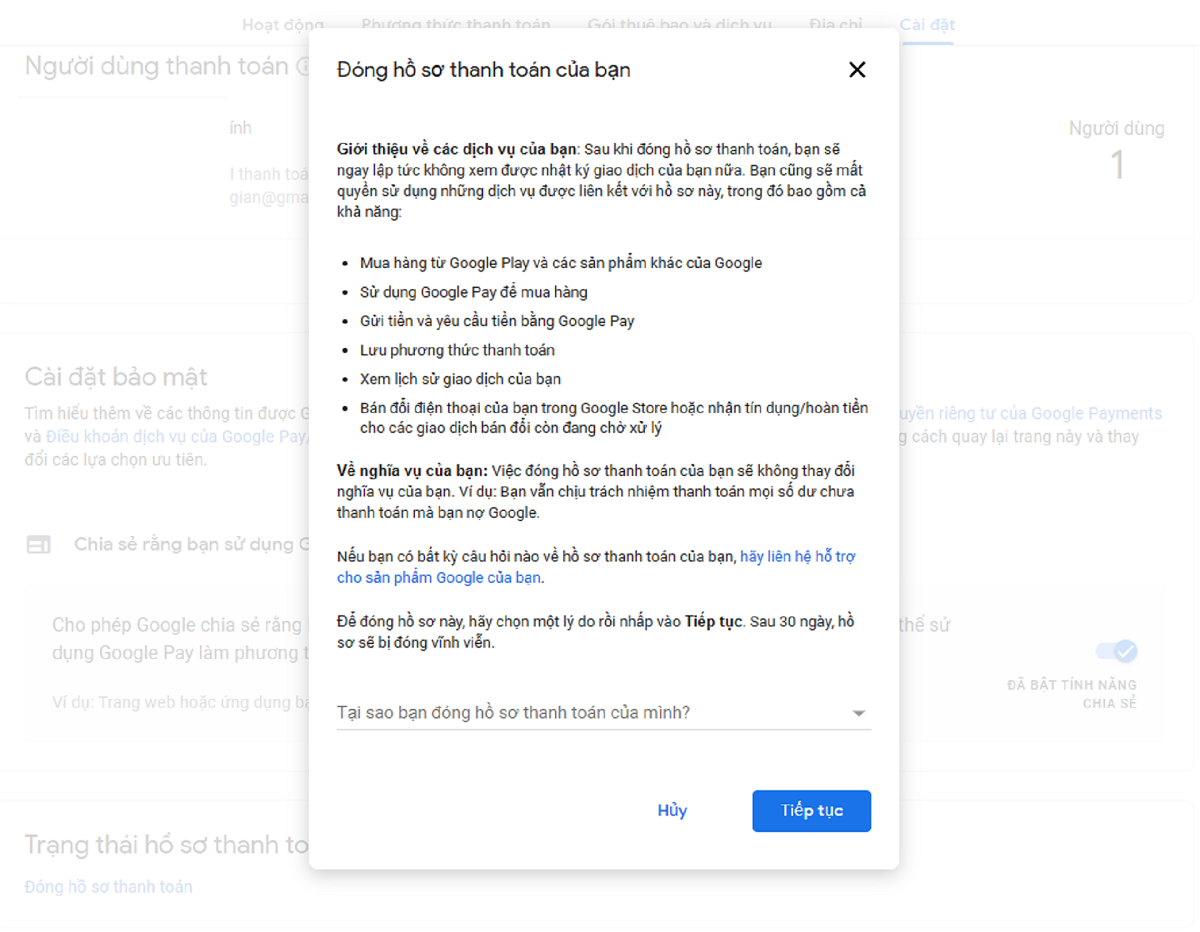 Hoạt động Phương thức thanh toán Gói thuê bao và dịch vụ Địa chỉ Cài đặt
Người dùng thanh toán
Đóng hồ sơ thanh toán của bạn
ính
Người dùng
1
gian@gma
Giới thiệu về các dịch vụ của bạn: Sau khi đóng hồ sơ thanh toán, bạn sẽ
ngay lập tức không xem được nhật ký giao dịch của bạn nữa. Bạn cũng sẽ mất
quyền sử dụng những dịch vụ được liên kết với hồ sơ này, trong đó bao gồm cả
khả năng:
• Mua hàng từ Google Play và các sản phẩm khác của Google
• Sử dụng Google Pay để mua hàng
• Gửi tiền và yêu cầu tiền bằng Google Pay
• Lưu phương thức thanh toán
• Xem lịch sử giao dịch của bạn
• Bán đổi điện thoại của bạn trong Google Store hoặc nhận tín dụng/hoàn tiền
cho các giao dịch bán đổi còn đang chờ xử lý
Về nghĩa vụ của bạn: Việc đóng hồ sơ thanh toán của bạn sẽ không thay đổi
nghĩa vụ của bạn. Ví dụ: Bạn vẫn chịu trách nhiệm thanh toán mọi số dư chưa
thanh toán mà bạn nợ Google.
Nếu bạn có bất kỳ câu hỏi nào về hồ sơ thanh toán của bạn, hãy liên hệ hỗ trợ
cho sản phẩm Google của bạn.
Để đóng hồ sơ này, hãy chọn một lý do rồi nhấp vào Tiếp tục. Sau 30 ngày, hồ
sơ sẽ bị đóng vĩnh viễn.
Tại sao bạn đóng hồ sơ thanh toán của mình?
Hủy Tiếp tục
Cài đặt bảo mật
Tìm hiểu thêm về các thông tin được G
uyền riêng tư của Google Payments
và Điều khoản dịch vụ của Google Pay,
g cách quay lại trang này và thay
đổi các lựa chọn ưu tiên.
Chia sẻ rằng bạn sử dụng G
Cho phép Google chia sẻ rằng
thể sử
dụng Google Pay làm phương t
Ví dụ: Trang web hoặc ứng dụng bá
ĐÃ BẬT TÍNH NĂNG
CHIA SẺ
Trạng thái hồ sơ thanh to
Đóng hồ sơ thanh toán